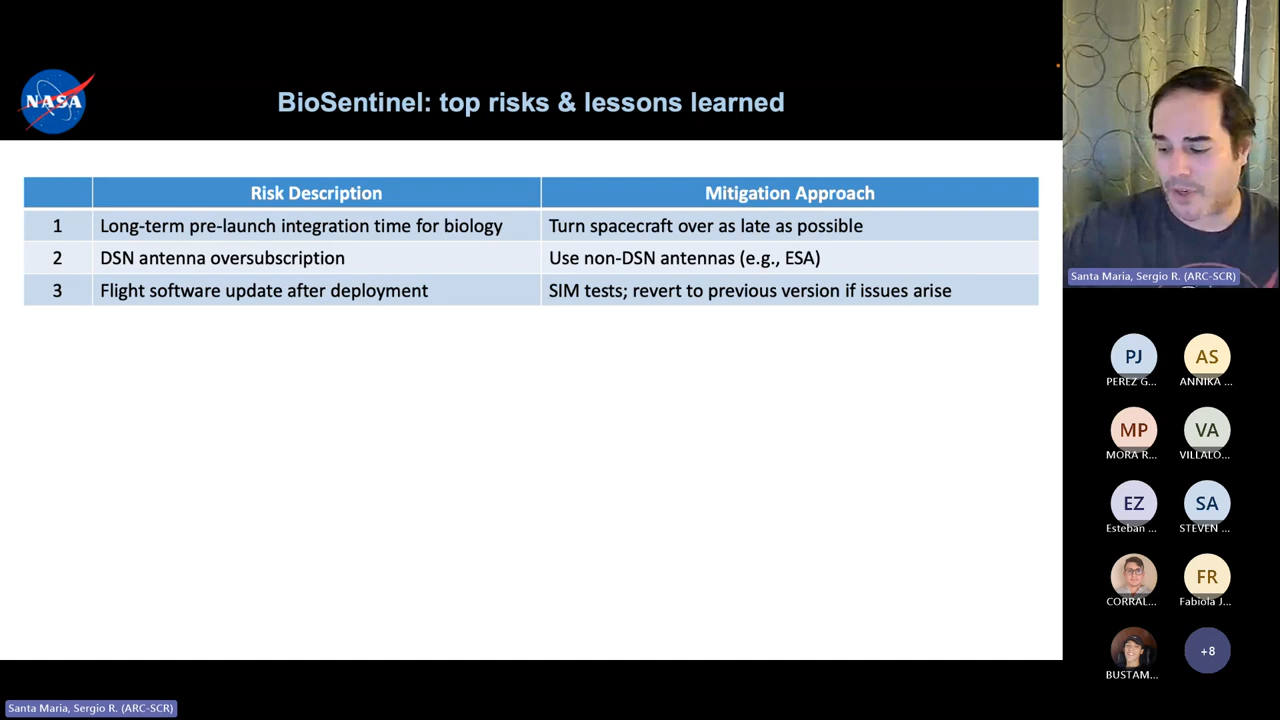 NASA
BioSentinel: top risks & lessons learned
Risk Description Mitigation Approach
1 Long-term pre-launch integration time for biology Turn spacecraft over as late as possible
2 DSN antenna oversubscription Use non-DSN antennas (e.g., ESA)
3 Flight software update after deployment SIM tests; revert to previous version if issues arise
Santa Maria, Sergio R. (ARC-SCR)
PJ AS
PEREZ G... ANNIKA ...
MP VA
MORA R... VILLALO...
EZ SA
Esteban ... STEVEN ...
FR
CORRAL... Fabiola J...
+8
BUSTAM...
Santa Maria, Sergio R. (ARC-SCR)